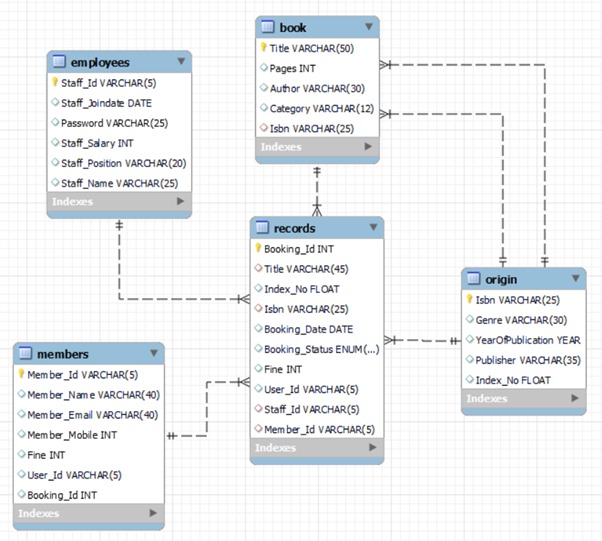 book
Title VARCHAR(50)
Pages INT
Author VARCHAR(30)
Category VARCHAR(12)
Isbn VARCHAR(25)
Indexes
employees
Staff_Id VARCHAR(5)
Staff_Joindate DATE
Password VARCHAR(25)
Staff_Salary INT
Staff_Position VARCHAR(20)
Staff_Name VARCHAR(25)
Indexes
records
Booking_Id INT
Title VARCHAR(45)
Index_No FLOAT
Isbn VARCHAR(25)
Booking_Date DATE
Booking_Status ENUM(...)
Fine INT
User_Id VARCHAR(5)
Staff_Id VARCHAR(5)
Member_Id VARCHAR(5)
Indexes
origin
Isbn VARCHAR(25)
Genre VARCHAR(30)
YearOfPublication YEAR
Publisher VARCHAR(35)
Index_No FLOAT
Indexes
members
Member_Id VARCHAR(5)
Member_Name VARCHAR(40)
Member_Email VARCHAR(40)
Member_Mobile INT
Fine INT
User_Id VARCHAR(5)
Booking_Id INT
Indexes